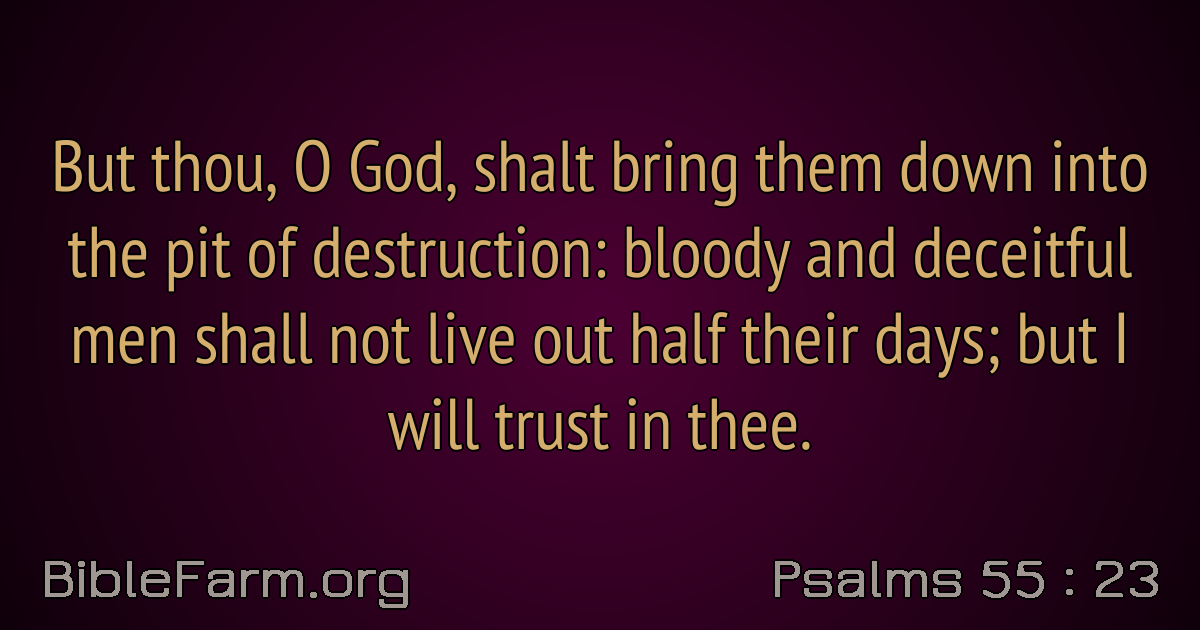 But thou, O God, shalt bring them down into
the pit of destruction: bloody and deceitful
men shall not live out half their days; but I
will trust in thee.
BibleFarm.org
Psalms 55 : 23